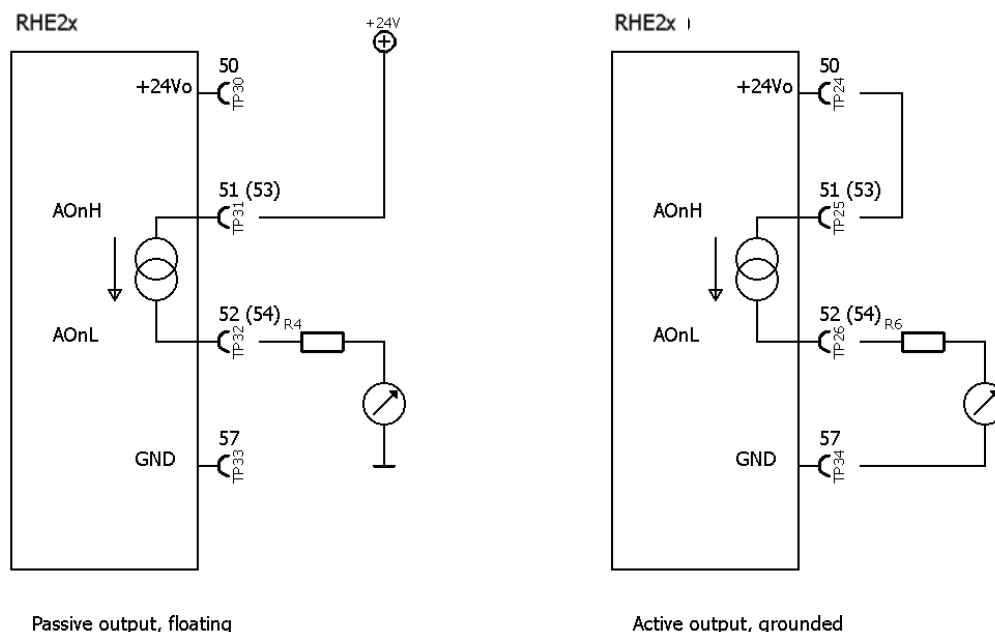 RHE2x
+24V
50
+24Vo
TP30
51 (53)
AOnH
TP31
52 (54)
AOnL
TP32
R4
57
GND
TP33
Passive output, floating
RHE2x
50
+24Vo
TP24
51 (53)
AOnH
TP25
52 (54)
AOnL
TP26
R6
57
GND
TP34
Active output, grounded